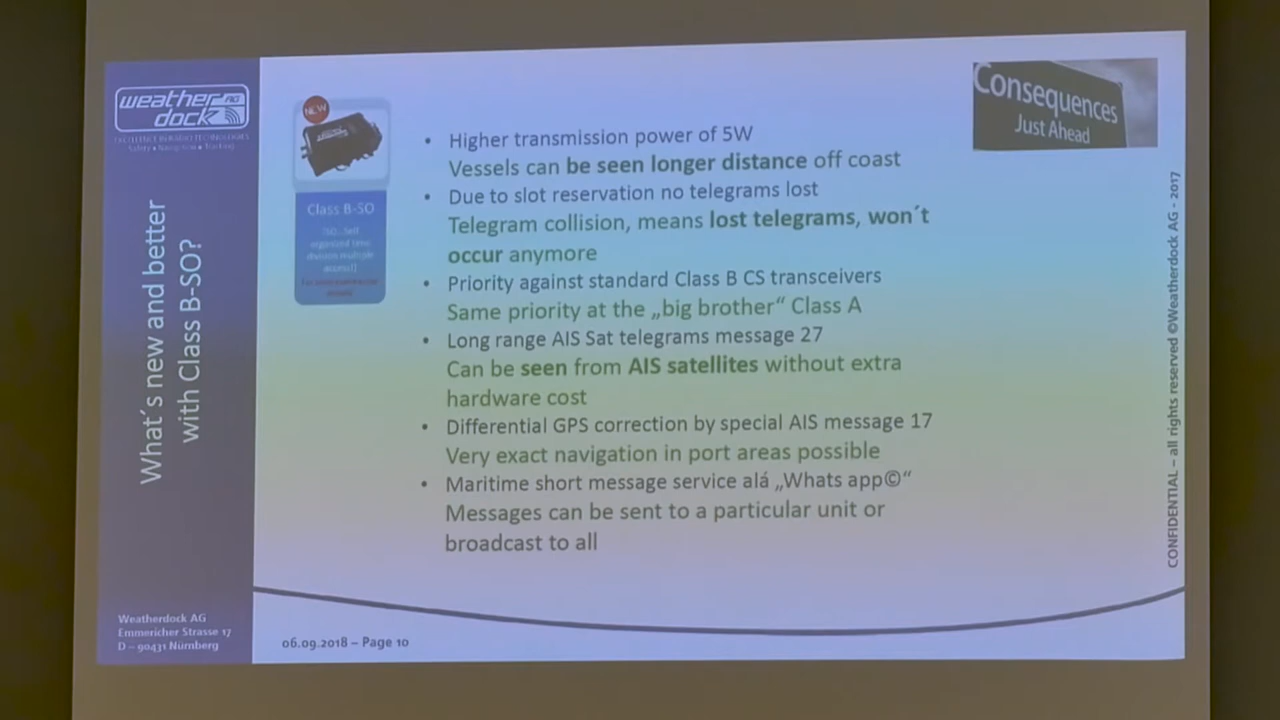 weather AG
dock
EXCELLENCE IN RADIO TECHNOLOGIES
Safety • Navigation • Tracking
What´s new and better
with Class B-SO?
Weatherdock AG
Emmericher Strasse 17
D – 90431 Nürnberg
NEW
Class B-SO
organized time
division multiple
access)
• Higher transmission power of 5W
Vessels can be seen longer distance off coast
• Due to slot reservation no telegrams lost
Telegram collision, means lost telegrams, won´t
occur anymore
• Priority against standard Class B CS transceivers
Same priority at the „big brother“ Class A
• Long range AIS Sat telegrams message 27
Can be seen from AIS satellites without extra
hardware cost
• Differential GPS correction by special AIS message 17
Very exact navigation in port areas possible
• Maritime short message service alá „Whats app©“
Messages can be sent to a particular unit or
broadcast to all
06.09.2018 – Page 10
Consequences
Just Ahead
CONFIDENTIAL – all rights reserved ©Weatherdock AG - 2017